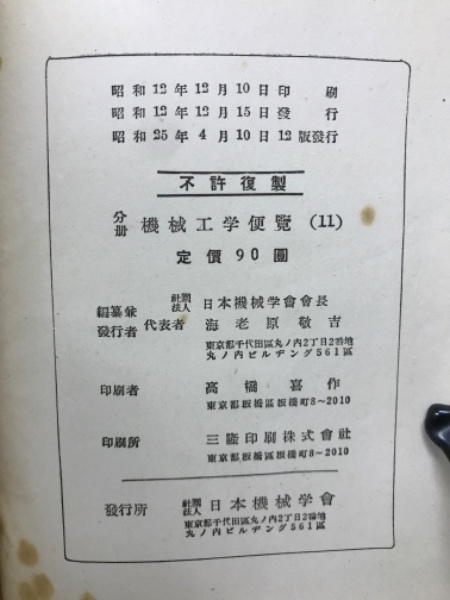 昭和12年12月10日印刷
昭和12年12月15日發行
昭和25年4月10日12版發行
不許復製
分册 機械工学便覽 (11)
定價90圓
編纂兼發行者 代表者 社團法人 日本機械学會會長
海老原敬吉
東京都千代田區丸ノ内2丁目2番地
丸ノ内ビルヂング561區
印刷者 高橋喜作
東京都板橋區板橋町8~2010
印刷所 三隆印刷株式會社
東京都板橋區板橋町8~2010
發行所 社團法人 日本機械学會
東京都千代田區丸ノ内2丁目2番地
丸ノ内ビルヂング561區